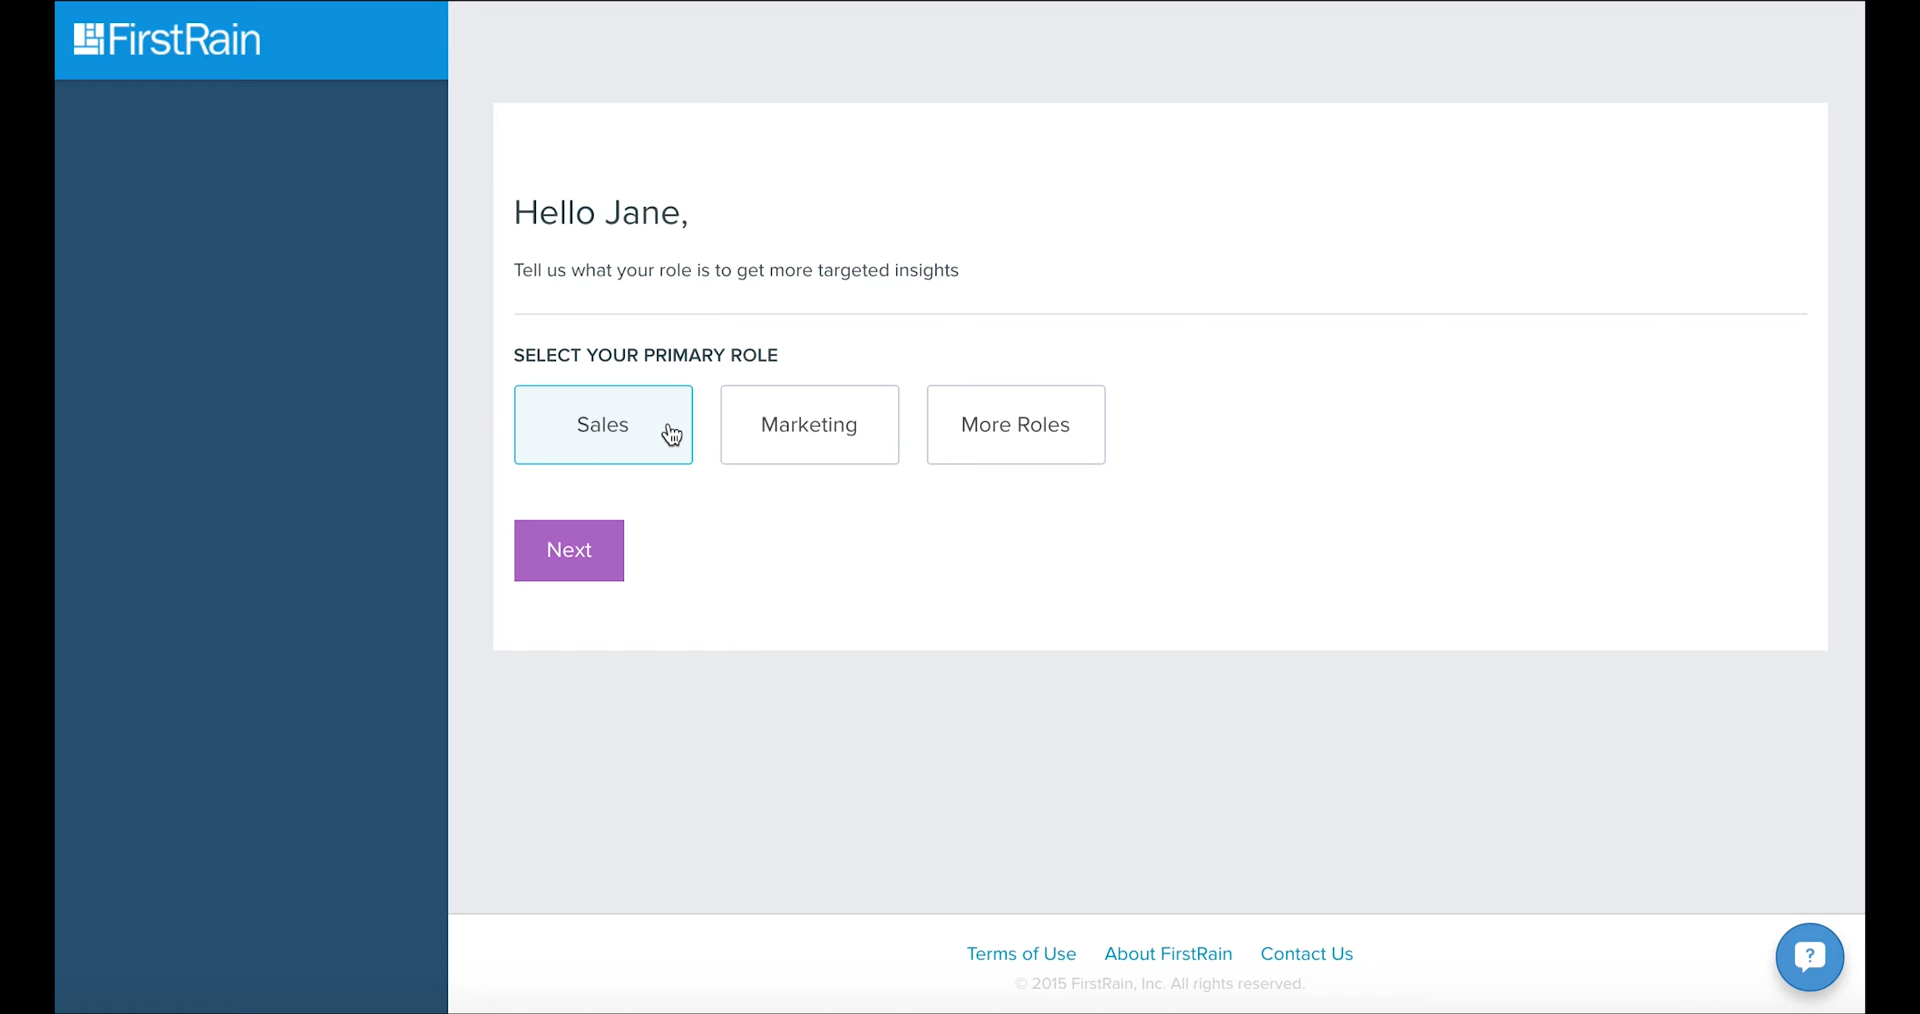 FirstRain
Hello Jane,
Tell us what your role is to get more targeted insights
SELECT YOUR PRIMARY ROLE
Sales
Marketing
More Roles
Next
Terms of Use
About FirstRain
Contact Us
© 2015 FirstRain, Inc. All rights reserved.
?